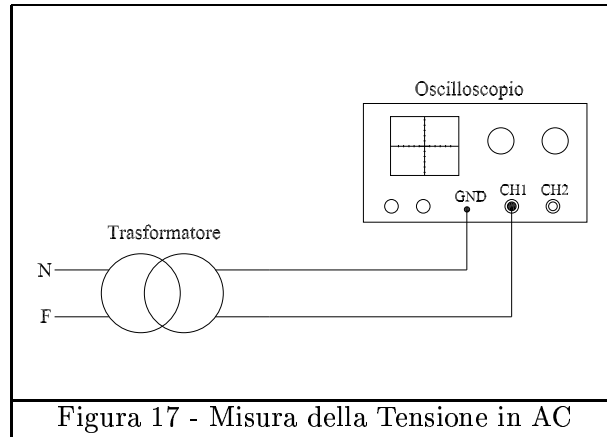 Oscilloscopio
GND CH1 CH2
Trasformatore
N
F
Figura 17 - Misura della Tensione in AC